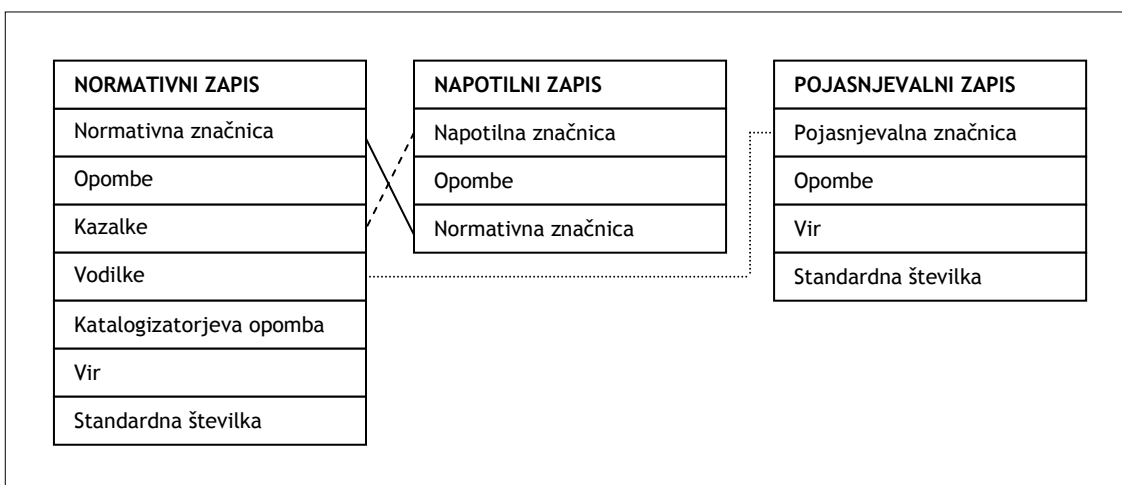 NORMATIVNI ZAPIS
Normativna značnica
Opombe
Kazalke
Vodilke
Katalogizatorjeva opomba
Vir
Standardna številka
NAPOTILNI ZAPIS
Napotilna značnica
Opombe
Normativna značnica
POJASNJEVALNI ZAPIS
Pojasnjevalna značnica
Opombe
Vir
Standardna številka